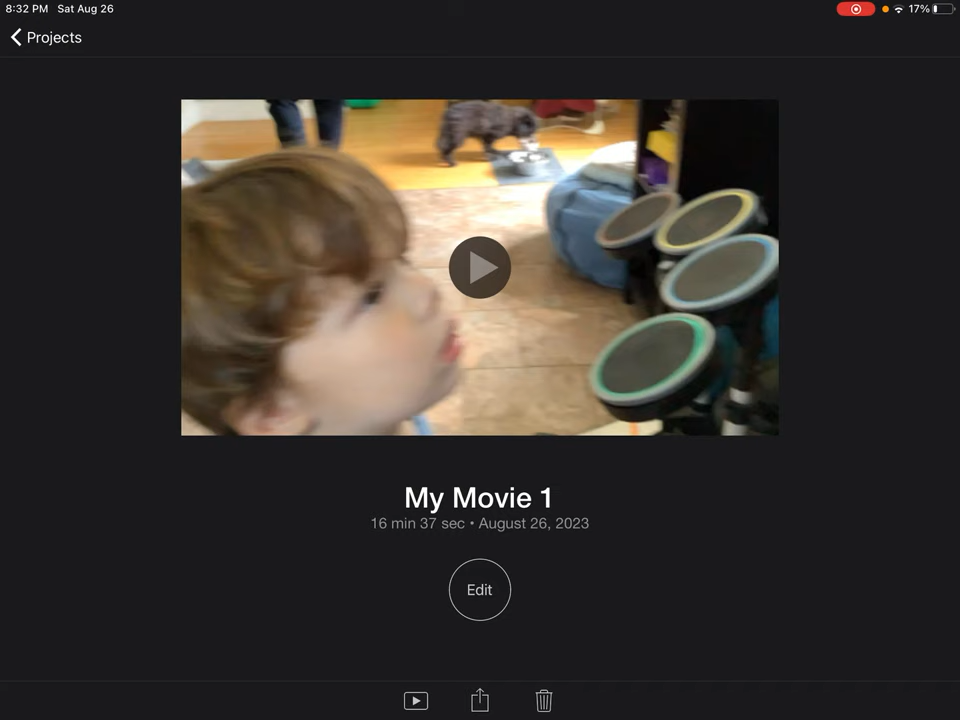 8:32 PM Sat Aug 26
17%
Projects
My Movie 1
16 min 37 sec • August 26, 2023
Edit